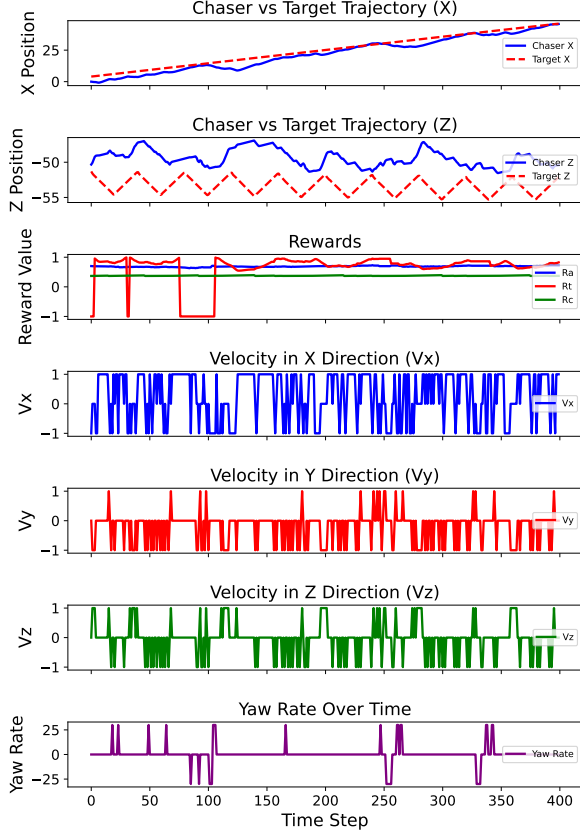 Chaser vs Target Trajectory (X)
X Position
25
0
Chaser X
Target X
Chaser vs Target Trajectory (Z)
Z Position
−50
−55
Chaser Z
Target Z
Rewards
Reward Value
1
0
−1
Ra
Rt
Rc
Velocity in X Direction (Vx)
Vx
1
0
−1
Vx
Velocity in Y Direction (Vy)
Vy
1
0
−1
Vy
Velocity in Z Direction (Vz)
Vz
1
0
−1
Vz
Yaw Rate Over Time
Yaw Rate
25
0
−25
Yaw Rate
0 50 100 150 200 250 300 350 400
Time Step